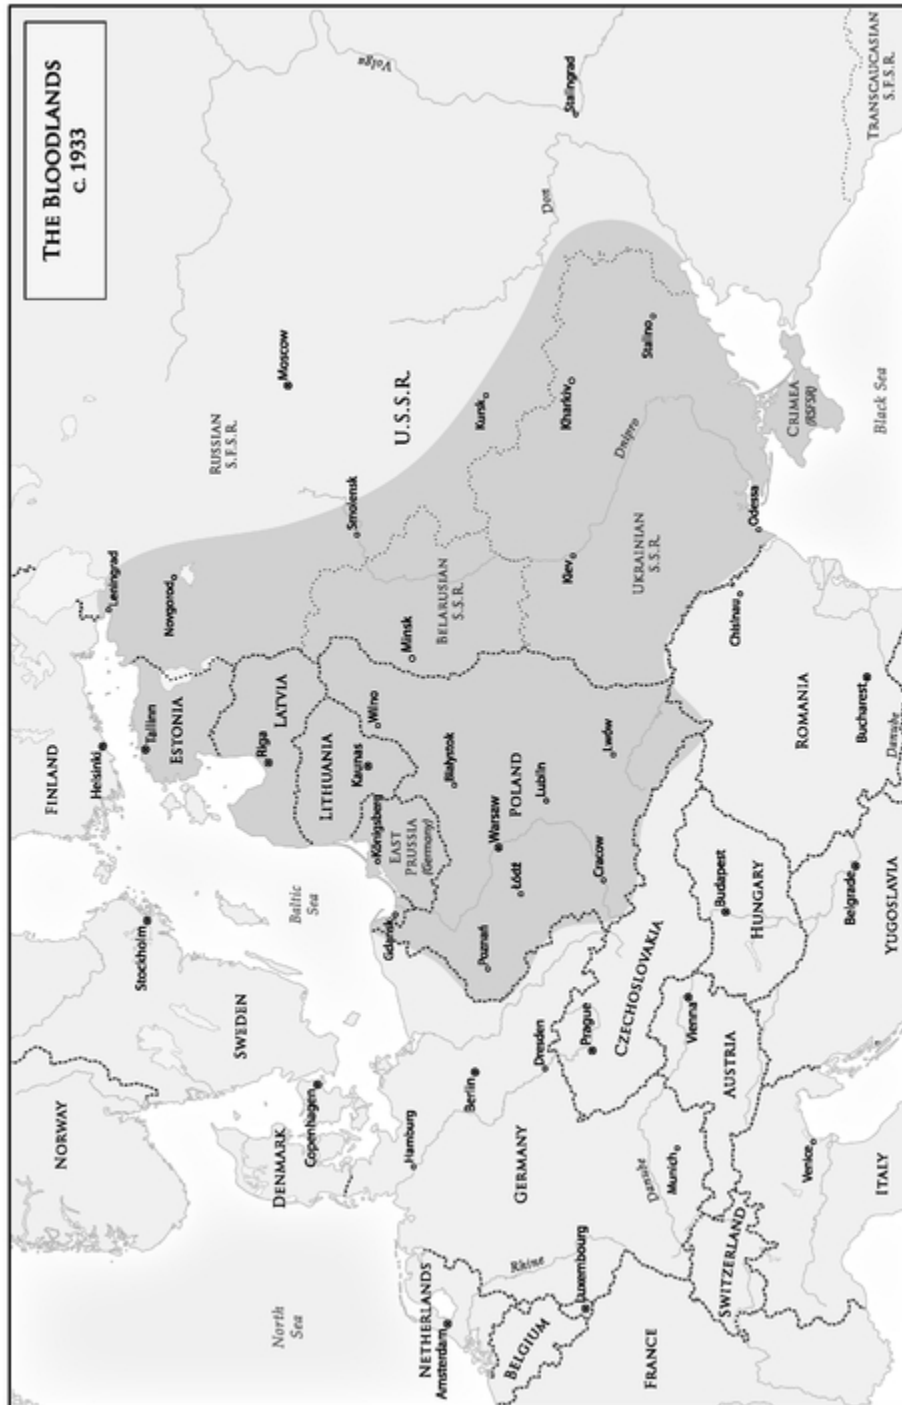 THE BLOODLANDS
c. 1933
NORWAY
SWEDEN
Stockholm
FINLAND
Helsinki
Leningrad
Tallinn
ESTONIA
Novgorod
RUSSIAN
S.F.S.R.
Moscow
Volga
North
Sea
DENMARK
Copenhagen
Baltic
Sea
Riga
LATVIA
LITHUANIA
Kaunas
Wilno
Smolensk
U.S.S.R.
NETHERLANDS
Amsterdam
Hamburg
Gdańsk
Königsberg
EAST
PRUSSIA
(Germany)
Minsk
BELARUSIAN
S.S.R.
Białystok
Berlin
Poznań
Warsaw
POLAND
Łódź
Lublin
Kursk
Don
Stalingrad
BELGIUM
Rhine
GERMANY
Dresden
Luxembourg
Prague
Cracow
Lwów
Kiev
Kharkiv
Dnipro
Stalino
UKRAINIAN
S.S.R.
FRANCE
CZECHOSLOVAKIA
Danube
Munich
Vienna
SWITZERLAND
AUSTRIA
Budapest
HUNGARY
Chisinau
Odessa
CRIMEA
(RSFSR)
ROMANIA
Venice
ITALY
Belgrade
YUGOSLAVIA
Bucharest
Danube
Black Sea
TRANSCAUCASIAN
S.F.S.R.